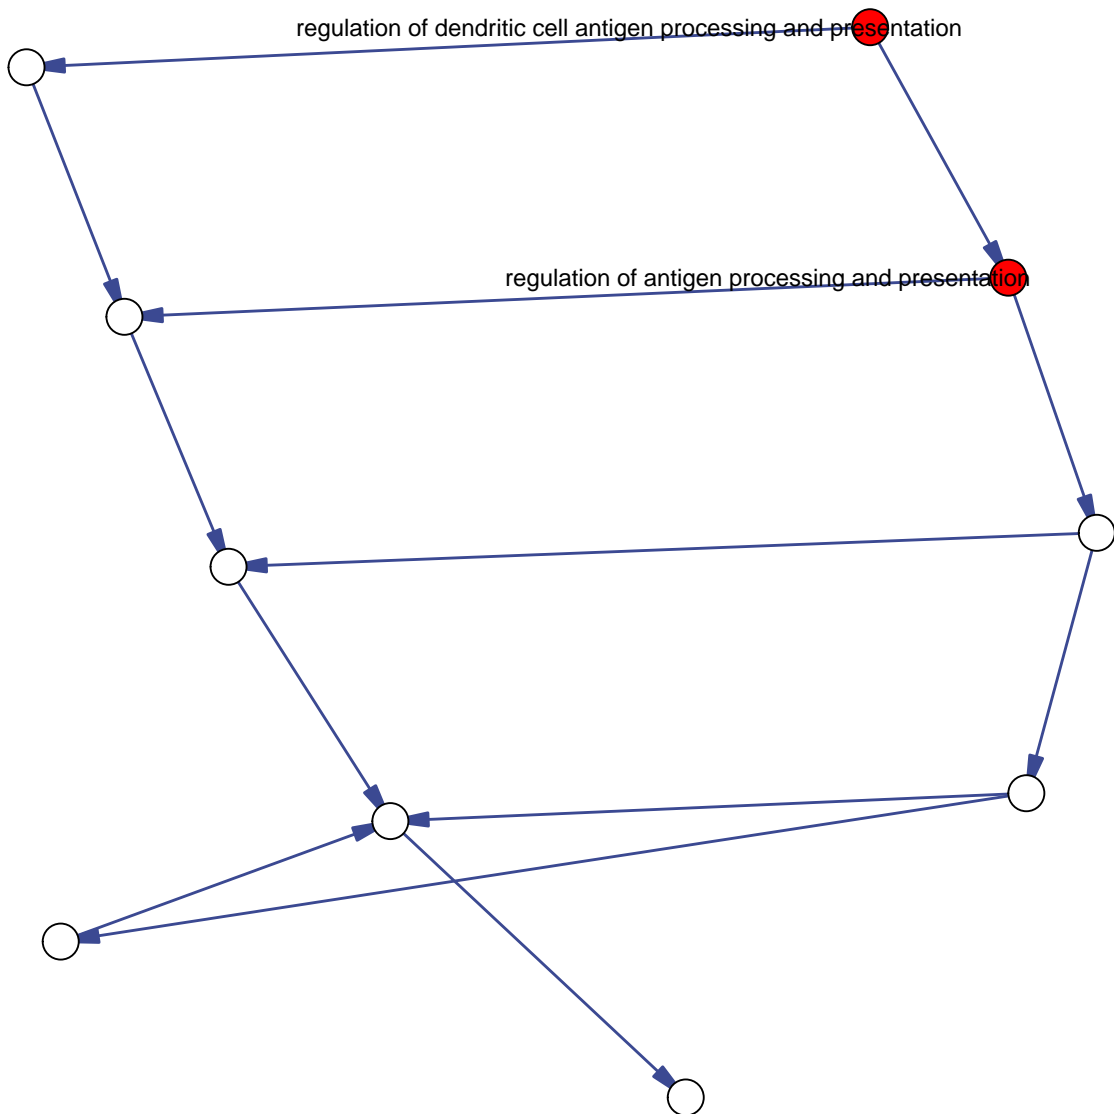 regulation of dendritic cell antigen processing and presentation
regulation of antigen processing and presentation